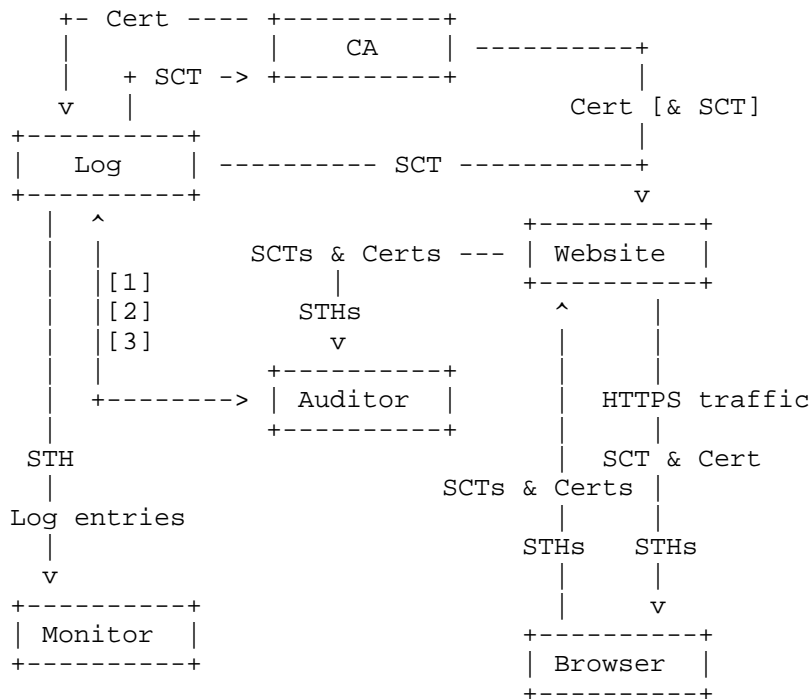 Cert
CA
SCT
Cert [& SCT]
Log
SCT
SCTs & Certs
Website
[1]
[2]
STHs
[3]
Auditor
HTTPS traffic
STH
SCT & Cert
SCTs & Certs
Log entries
STHs
STHs
Monitor
Browser